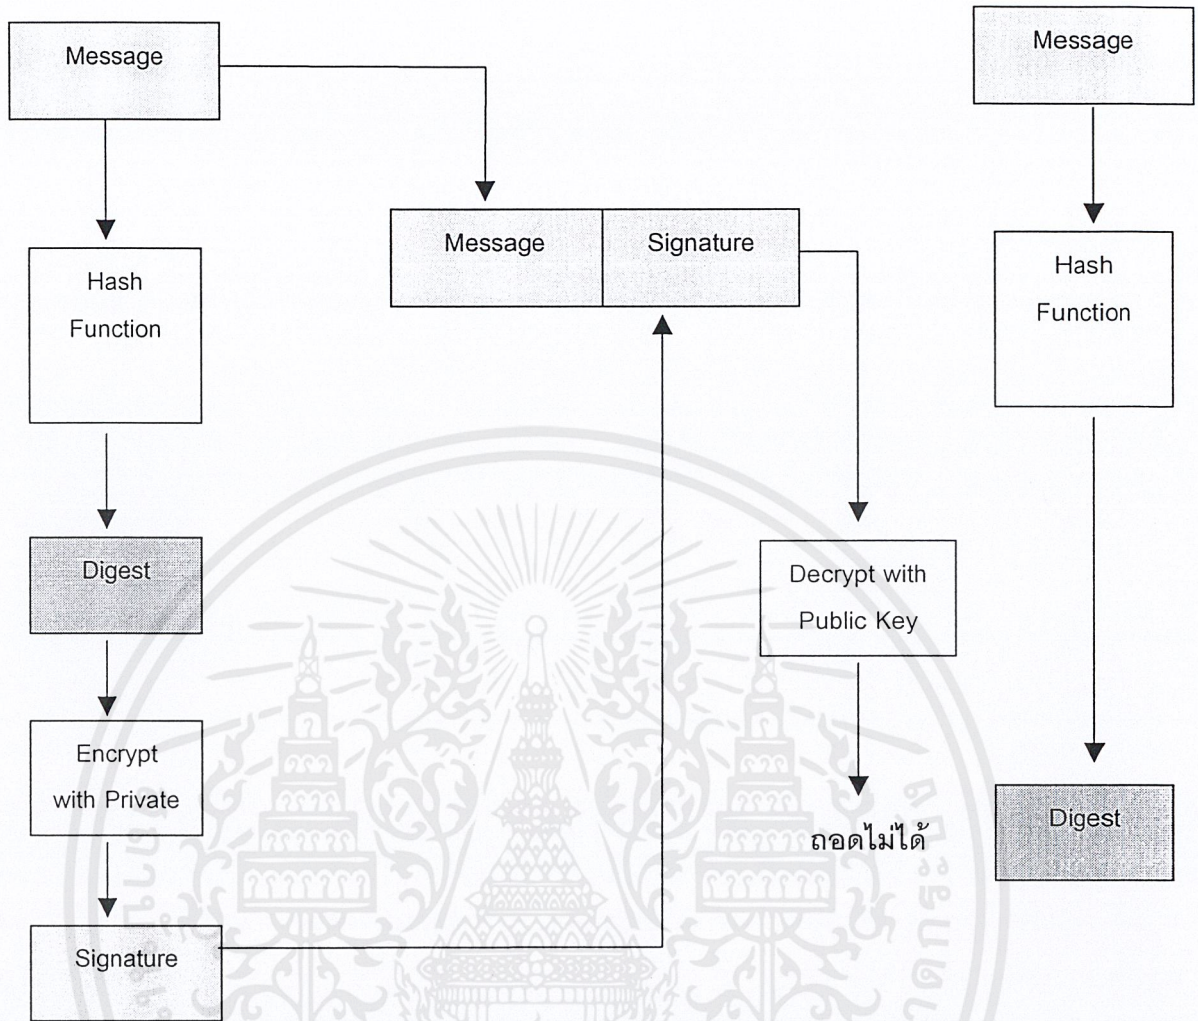 Message
Hash
Function
Digest
Encrypt
with Private
Signature
Message
Signature
Decrypt with
Public Key
ถอดไม่ได้
Message
Hash
Function
Digest